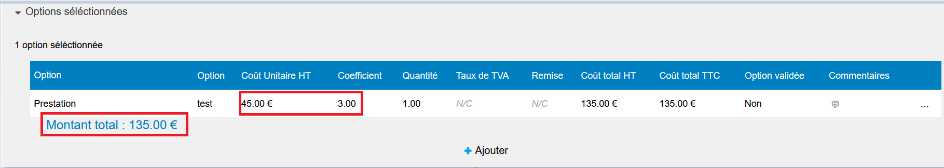 Options séléctionnées
1 option séléctionnée
Option Option Coût Unitaire HT Coefficient Quantité Taux de TVA Remise Coût total HT Coût total TTC Option validée Commentaires
Prestation test 45.00 € 3.00 1.00 N/C N/C 135.00 € 135.00 € Non ...
Montant total : 135.00 €
+ Ajouter